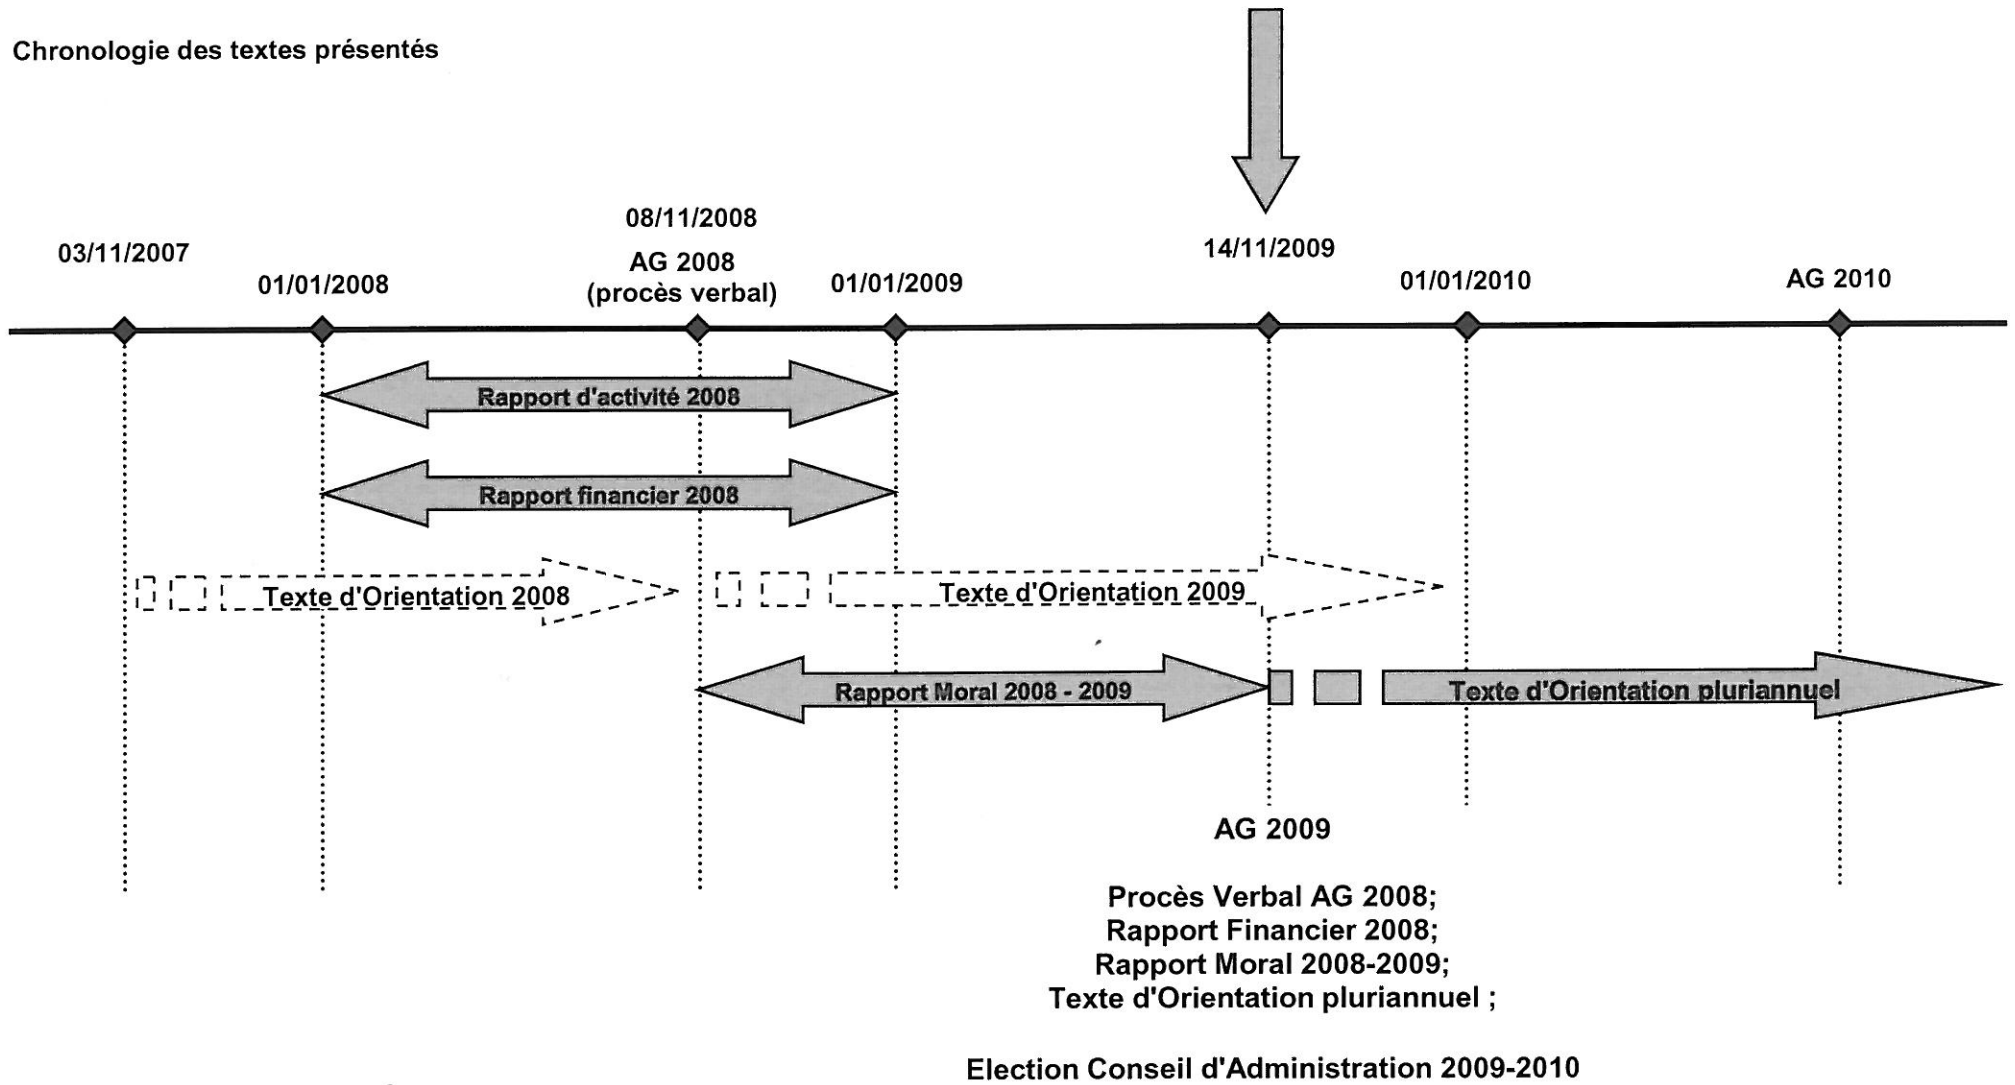 Chronologie des textes présentés
08/11/2008
03/11/2007
14/11/2009
AG 2008
01/01/2008
(procès verbal)
01/01/2009
01/01/2010
AG 2010
Rapport d'activité 2008
Rapport financier 2008
Texte d'Orientation 2008
Texte d'Orientation 2009
Rapport Moral 2008 - 2009
Texte d'Orientation pluriannuel
AG 2009
Procès Verbal AG 2008;
Rapport Financier 2008;
Rapport Moral 2008-2009;
Texte d'Orientation pluriannuel ;
Election Conseil d'Administration 2009-2010